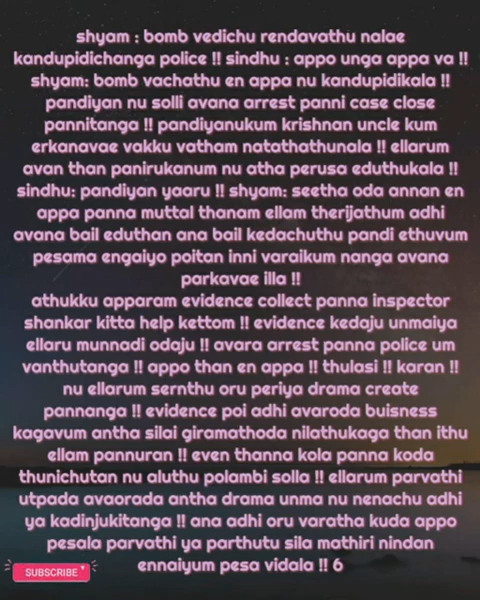 shyam : bomb vedichu rendavathu nalae
kandupidichanga police !! sindhu : appo unga appa va !!
shyam: bomb vachathu en appa nu kandupidikala !!
pandiyan nu solli avana arrest panni case close
pannitanga !! pandiyanukum krishnan uncle kum
erkanavae vakku vatham natathathunala !! ellarum
avan than panirukanum nu atha perusa eduthukala !!
sindhu: pandiyan yaaru !! shyam: seetha oda annan en
appa panna muttal thanam ellam therijathum adhi
avana bail eduthan ana bail kedachuthu pandi ethuvum
pesama engaiyo poitan inni varaikum nanga avana
parkavae illa !!
athukku apparam evidence collect panna inspector
shankar kitta help kettom !! evidence kedaju unmaiya
ellaru munnadi odaju !! avara arrest panna police um
vanthutanga !! appo than en appa !! thulasi !! karan !!
nu ellarum sernthu oru periya drama create
pannanga !! evidence poi adhi avaroda buisness
kagavum antha silai giramathoda nilathukaga than ithu
ellam pannuran !! even thanna kola panna koda
thunichutan nu aluthu polambi solla !! ellarum parvathi
utpada avaorada antha drama unma nu nenachu adhi
ya kadinjukitanga !! ana adhi oru varatha kuda appo
pesala parvathi ya parthutu sila mathiri nindan
ennaiyum pesa vidala !! 6
SUBSCRIBE